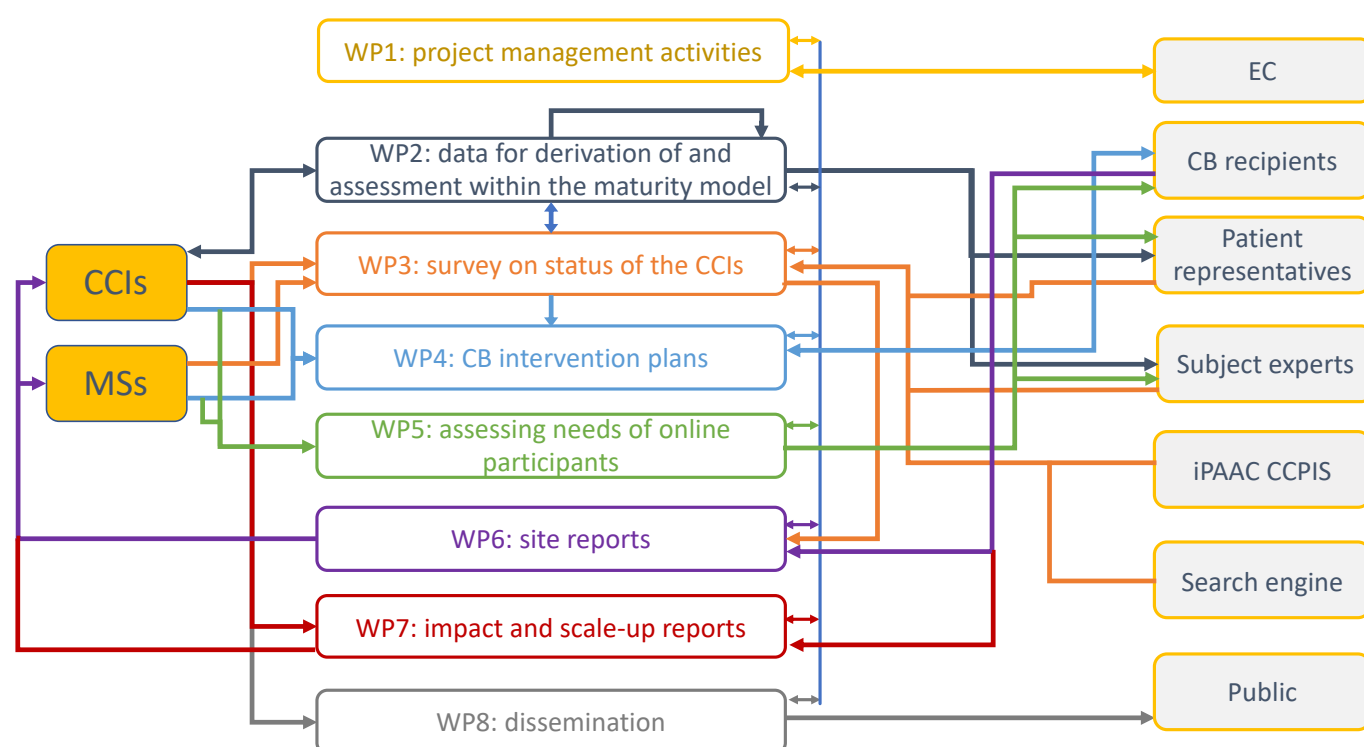 WP1: project management activities
EC
WP2: data for derivation of and
assessment within the maturity model
CB recipients
Patient
representatives
CCIs
WP3: survey on status of the CCIs
MSs
WP4: CB intervention plans
Subject experts
WP5: assessing needs of online
participants
iPAAC CCPIS
WP6: site reports
Search engine
WP7: impact and scale-up reports
Public
WP8: dissemination